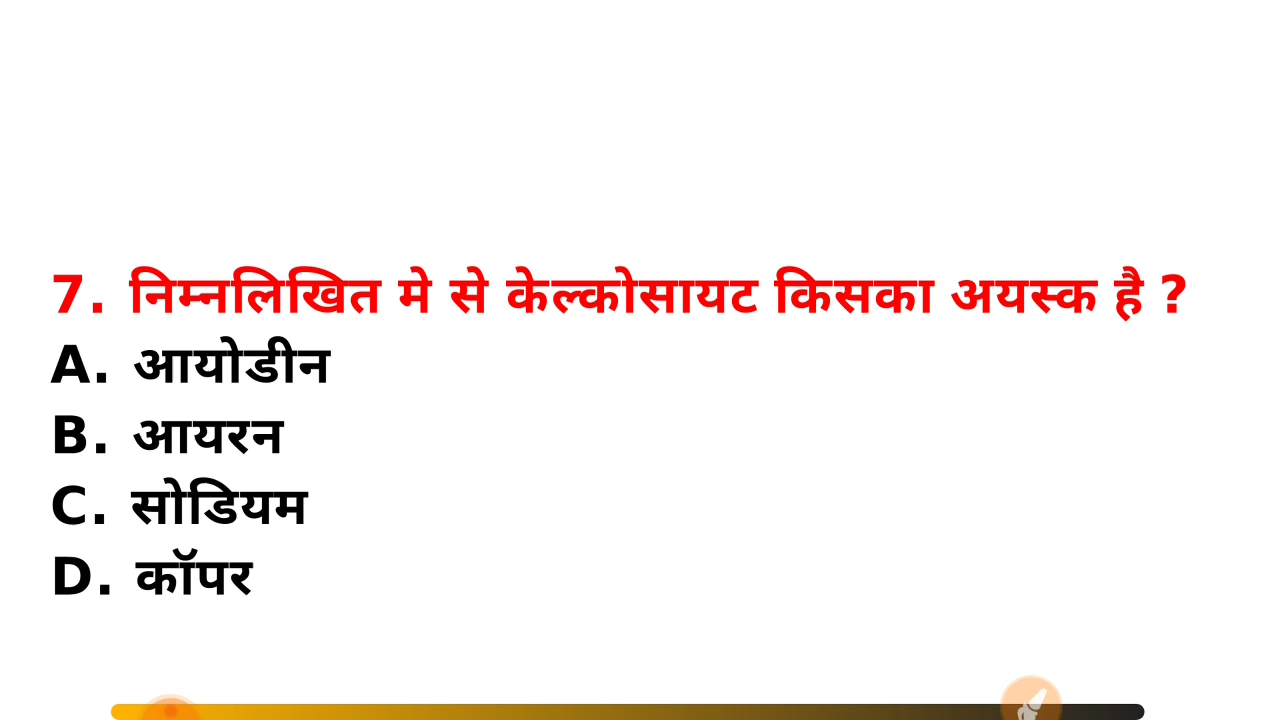 7. निम्नलिखित मे से केल्कोसायट किसका अयस्क है ?
A. आयोडीन
B. आयरन
C. सोडियम
D. कॉपर